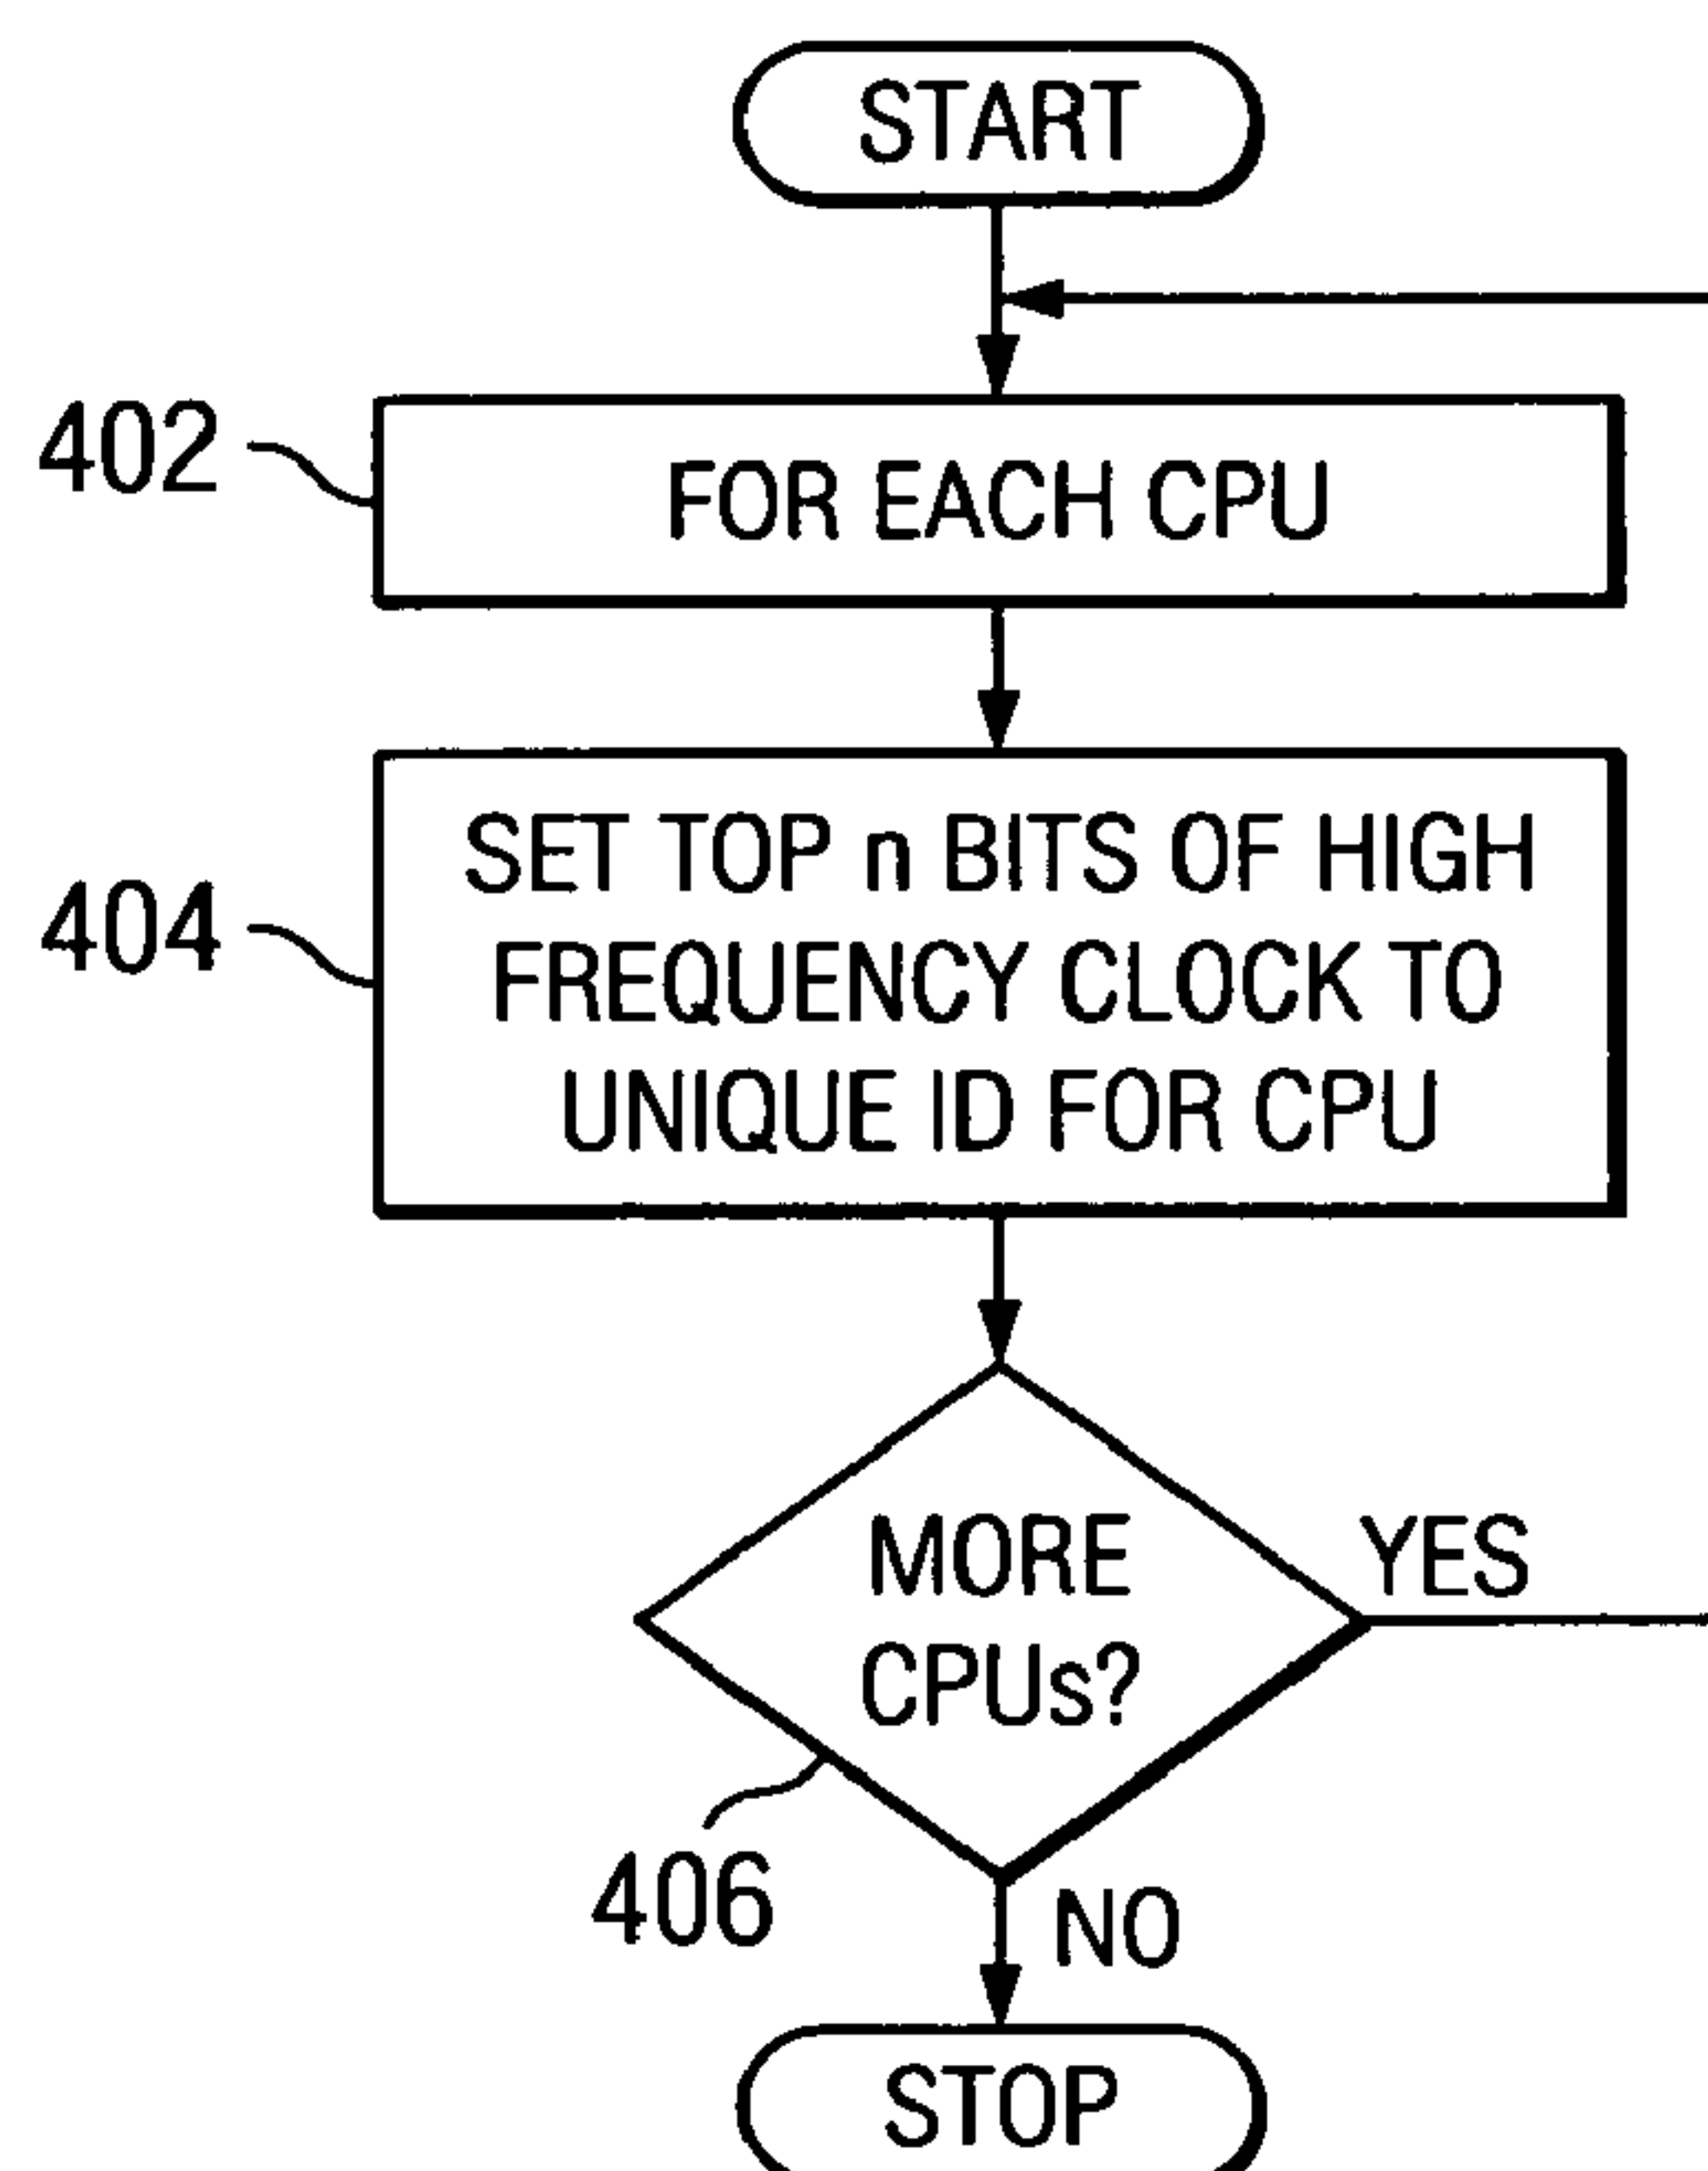 START
402
FOR EACH CPU
404
SET TOP n BITS OF HIGH
FREQUENCY CLOCK TO
UNIQUE ID FOR CPU
MORE
CPUs?
YES
406
NO
STOP